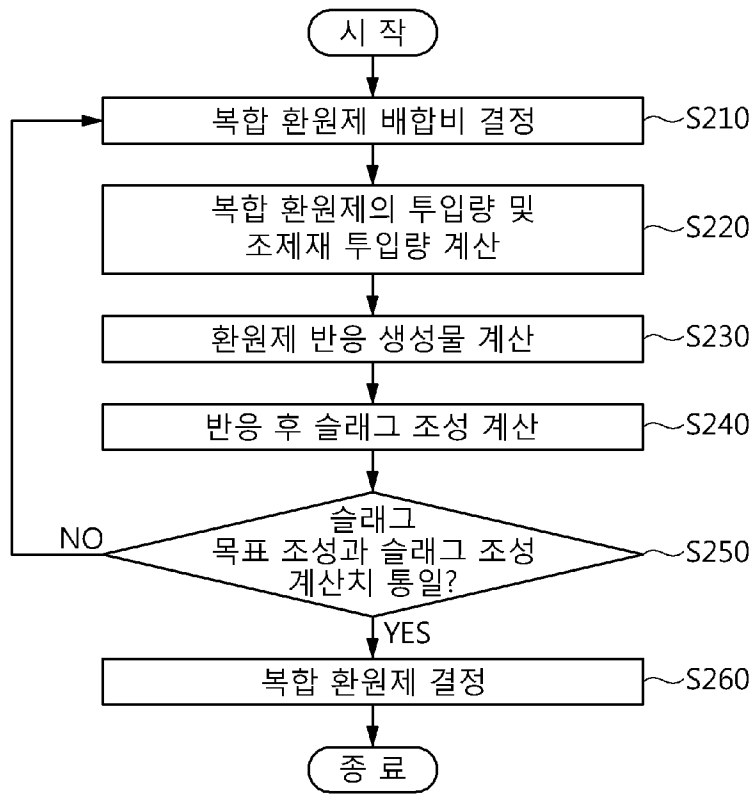 시 작
복합 환원제 배합비 결정
S210
복합 환원제의 투입량 및
조제재 투입량 계산
S220
환원제 반응 생성물 계산
S230
반응 후 슬래그 조성 계산
S240
슬래그
목표 조성과 슬래그 조성
계산치 통일?
S250
NO
YES
복합 환원제 결정
S260
종 료